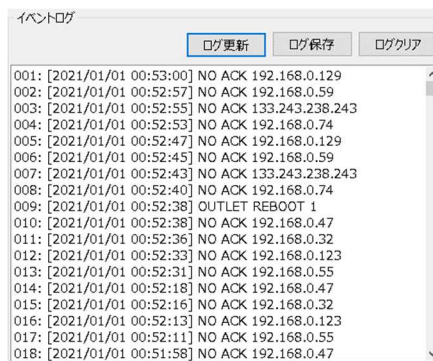 イベントログ
ログ更新 ログ保存 ログクリア
001: [2021/01/01 00:53:00] NO ACK 192.168.0.129
002: [2021/01/01 00:52:57] NO ACK 192.168.0.59
003: [2021/01/01 00:52:55] NO ACK 133.243.238.243
004: [2021/01/01 00:52:53] NO ACK 192.168.0.74
005: [2021/01/01 00:52:47] NO ACK 192.168.0.129
006: [2021/01/01 00:52:45] NO ACK 192.168.0.59
007: [2021/01/01 00:52:43] NO ACK 133.243.238.243
008: [2021/01/01 00:52:40] NO ACK 192.168.0.74
009: [2021/01/01 00:52:38] OUTLET REBOOT 1
010: [2021/01/01 00:52:38] NO ACK 192.168.0.47
011: [2021/01/01 00:52:36] NO ACK 192.168.0.32
012: [2021/01/01 00:52:33] NO ACK 192.168.0.123
013: [2021/01/01 00:52:31] NO ACK 192.168.0.55
014: [2021/01/01 00:52:18] NO ACK 192.168.0.47
015: [2021/01/01 00:52:16] NO ACK 192.168.0.32
016: [2021/01/01 00:52:13] NO ACK 192.168.0.123
017: [2021/01/01 00:52:11] NO ACK 192.168.0.55
018: [2021/01/01 00:51:58] NO ACK 192.168.0.47